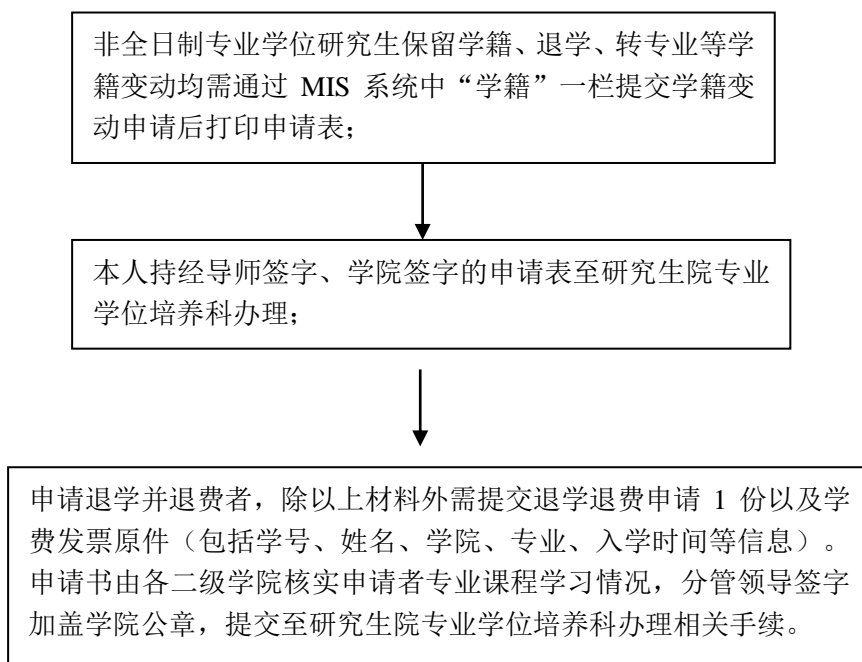 非全日制专业学位研究生保留学籍、退学、转专业等学
籍变动均需通过 MIS 系统中“学籍”一栏提交学籍变
动申请后打印申请表；
本人持经导师签字、学院签字的申请表至研究生院专业
学位培养科办理；
申请退学并退费者，除以上材料外需提交退学退费申请 1 份以及学
费发票原件（包括学号、姓名、学院、专业、入学时间等信息）。
申请书由各二级学院核实申请者专业课程学习情况，分管领导签字
加盖学院公章，提交至研究生院专业学位培养科办理相关手续。